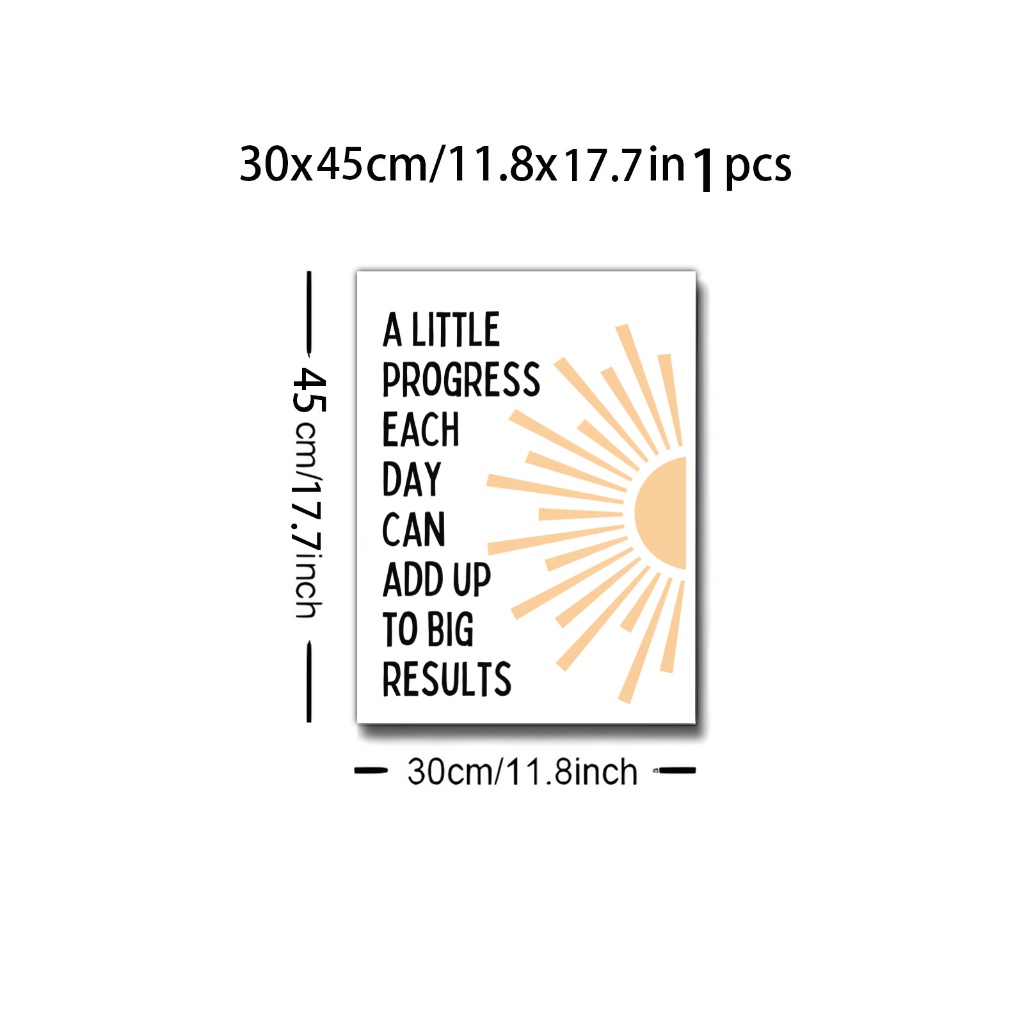 30x45cm/11.8x17.7in 1 pcs
A LITTLE
PROGRESS
EACH
DAY
CAN
ADD UP
TO BIG
RESULTS
45 cm/17.7inch
30cm/11.8inch